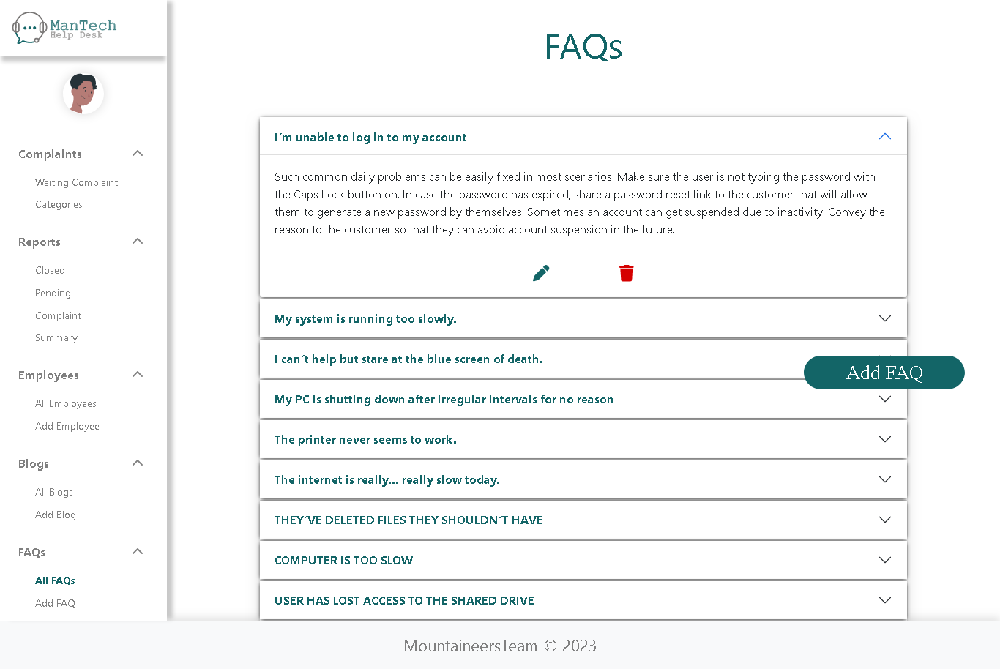 ManTech
Help Desk
Complaints
Waiting Complaint
Categories
Reports
Closed
Pending
Complaint
Summary
Employees
All Employees
Add Employee
Blogs
All Blogs
Add Blog
FAQs
All FAQs
Add FAQ
FAQs
I´m unable to log in to my account
Such common daily problems can be easily fixed in most scenarios. Make sure the user is not typing the password with
the Caps Lock button on. In case the password has expired, share a password reset link to the customer that will allow
them to generate a new password by themselves. Sometimes an account can get suspended due to inactivity. Convey the
reason to the customer so that they can avoid account suspension in the future.
My system is running too slowly.
I can´t help but stare at the blue screen of death.
Add FAQ
My PC is shutting down after irregular intervals for no reason
The printer never seems to work.
The internet is really... really slow today.
THEY´VE DELETED FILES THEY SHOULDN´T HAVE
COMPUTER IS TOO SLOW
USER HAS LOST ACCESS TO THE SHARED DRIVE
MountaineersTeam © 2023